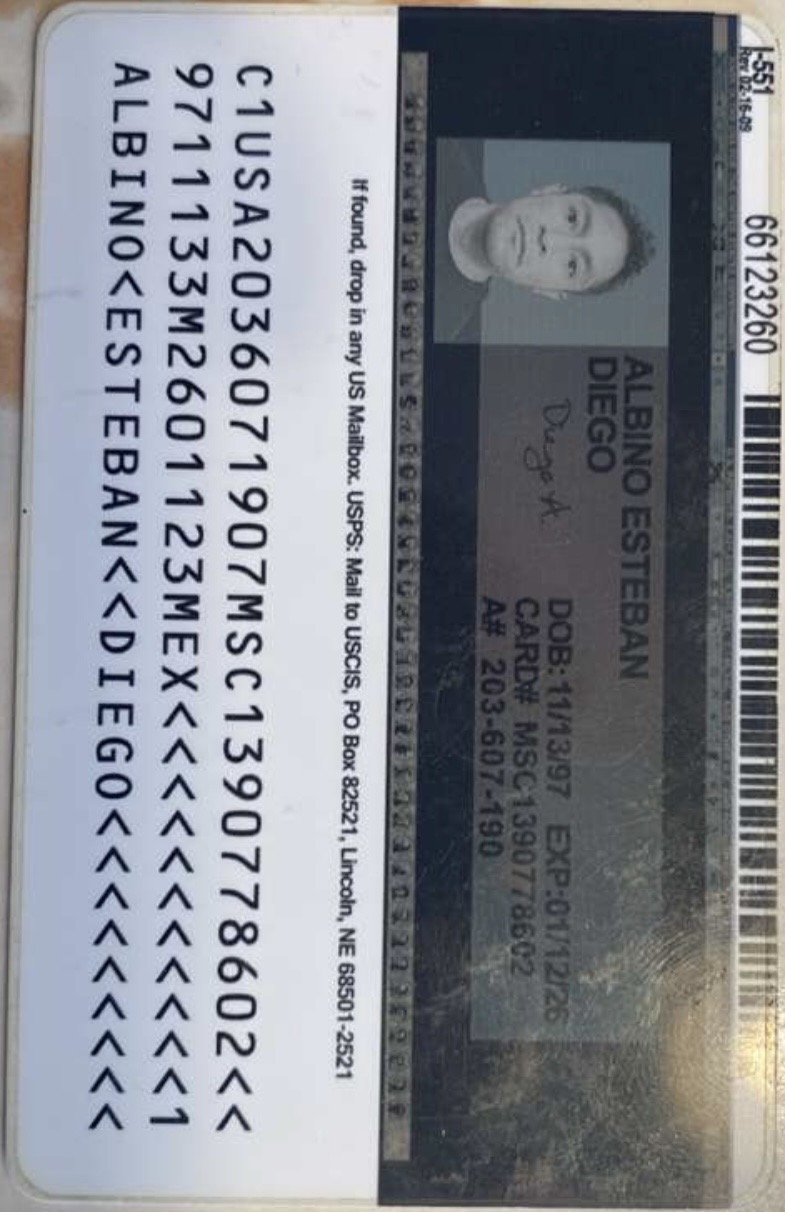 I-551
Rev 02-16-09
66123260
ALBINO ESTEBAN
DIEGO
Diego A.
DOB:11/13/97 EXP:01/12/26
CARD# MSC1390778602
A# 203-607-190
If found, drop in any US Mailbox. USPS: Mail to USCIS, PO Box 82521, Lincoln, NE 68501-2521
C1USA2036071907MSC1390778602<<
9711133M2601123MEX<<<<<<<<<<<1
ALBINO<ESTEBAN<<DIEGO<<<<<<<<<